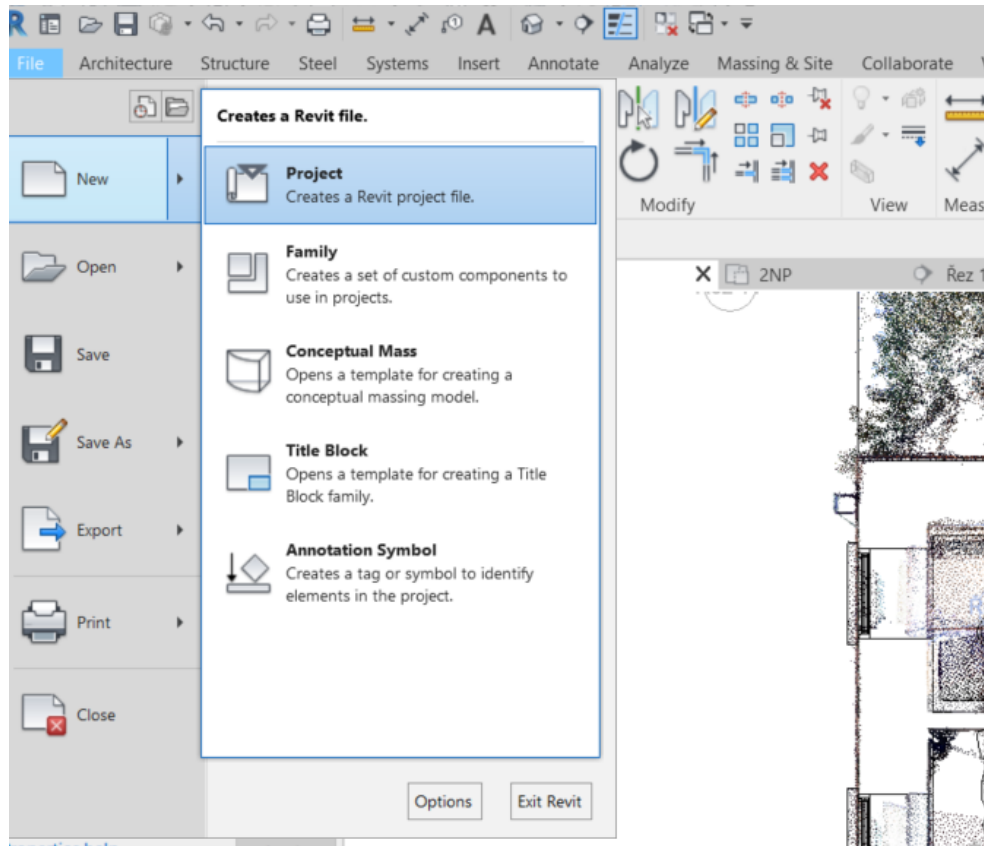 File Architecture Structure Steel Systems Insert Annotate Analyze Massing & Site Collaborate
Creates a Revit file.
New
Project
Creates a Revit project file.
Open
Family
Creates a set of custom components to
use in projects.
Save
Conceptual Mass
Opens a template for creating a
conceptual massing model.
Save As
Title Block
Opens a template for creating a Title
Block family.
Export
Annotation Symbol
Creates a tag or symbol to identify
elements in the project.
Print
Close
Options Exit Revit
Modify View Meas
2NP Řez 1